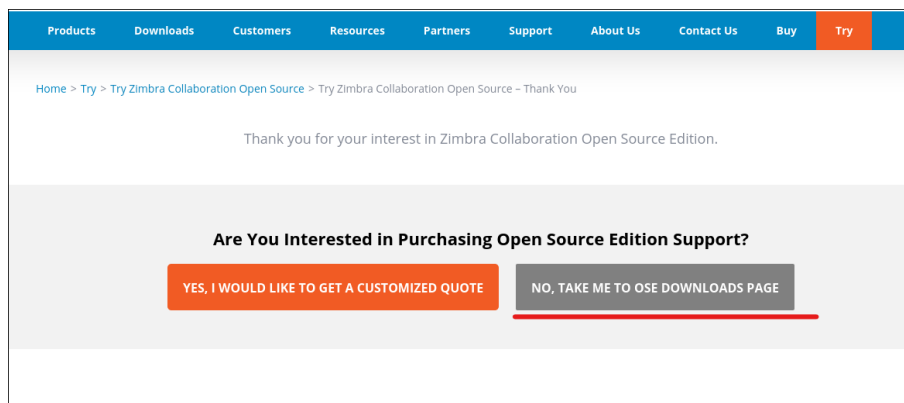 Products Downloads Customers Resources Partners Support About Us Contact Us Buy Try
Home > Try > Try Zimbra Collaboration Open Source > Try Zimbra Collaboration Open Source – Thank You
Thank you for your interest in Zimbra Collaboration Open Source Edition.
Are You Interested in Purchasing Open Source Edition Support?
YES, I WOULD LIKE TO GET A CUSTOMIZED QUOTE NO, TAKE ME TO OSE DOWNLOADS PAGE